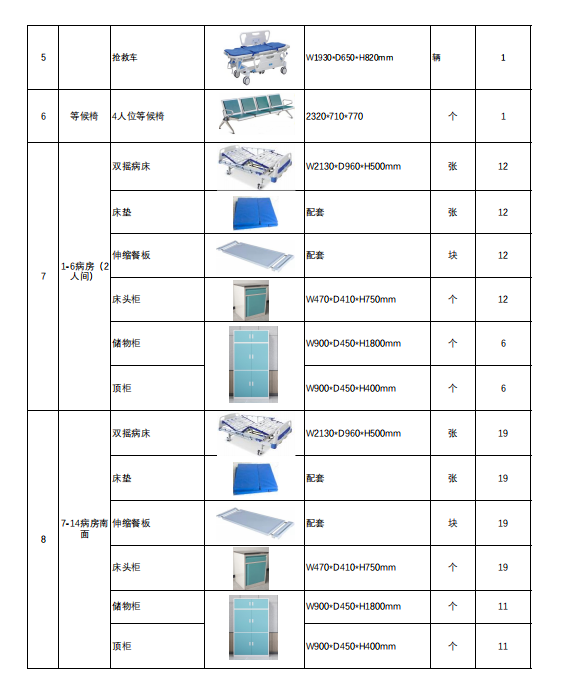 5 抢救车 W1930*D650*H820mm 辆 1
6 等候椅 4人位等候椅 2320*710*770 个 1
双摇病床 W2130*D960*H500mm 张 12
床垫 配套 张 12
伸缩餐板 配套 块 12
7 1-6病房（2
人间）
床头柜 W470*D410*H750mm 个 12
储物柜 W900*D450*H1800mm 个 6
顶柜 W900*D450*H400mm 个 6
双摇病床 W2130*D960*H500mm 张 19
床垫 配套 张 19
8 7-14病房南
面
伸缩餐板 配套 块 19
床头柜 W470*D410*H750mm 个 19
储物柜 W900*D450*H1800mm 个 11
顶柜 W900*D450*H400mm 个 11